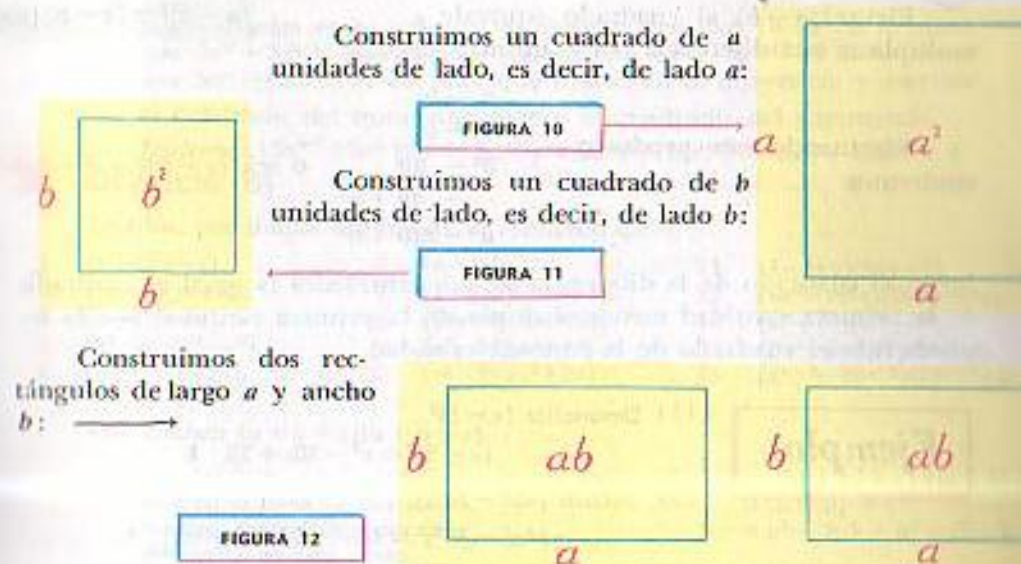 Construimos un cuadrado de a
unidades de lado, es decir, de lado a:
FIGURA 10
a
a²
a
Construimos un cuadrado de b
unidades de lado, es decir, de lado b:
FIGURA 11
b
b²
b
Construimos dos rec-
tángulos de largo a y ancho
b:
FIGURA 12
b
ab
a
b
ab
a